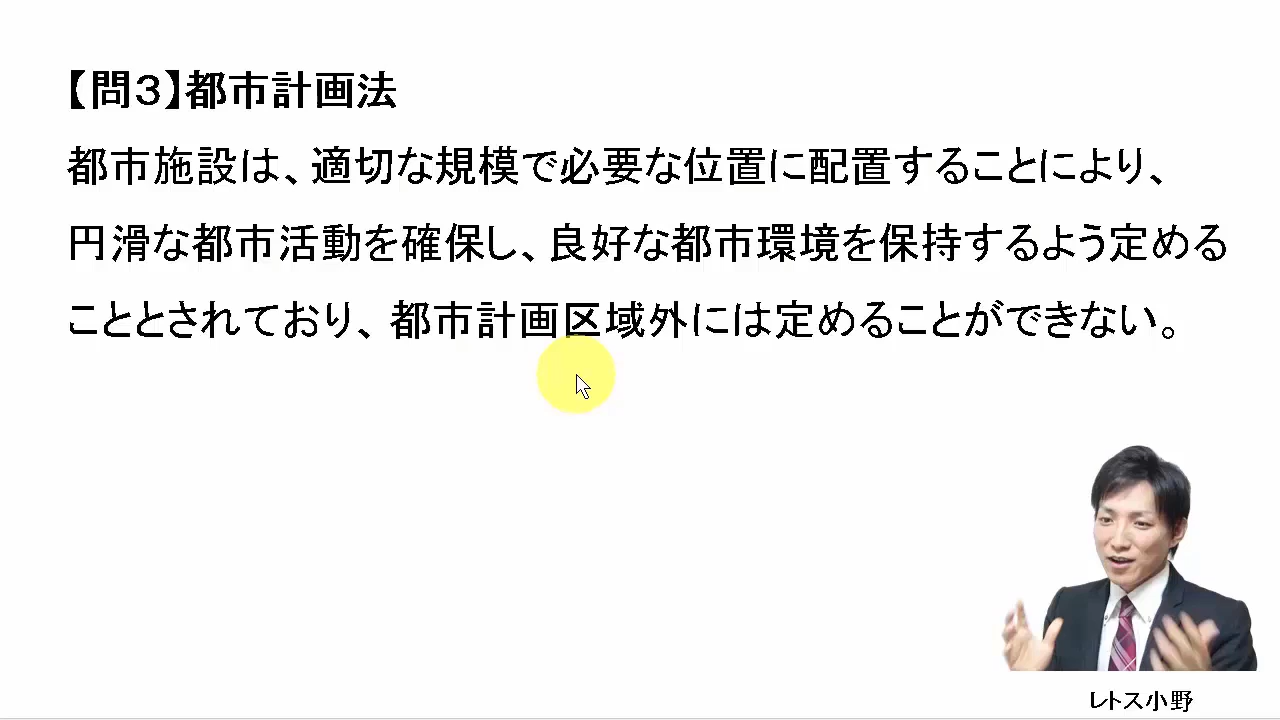 【問３】都市計画法
都市施設は、適切な規模で必要な位置に配置することにより、
円滑な都市活動を確保し、良好な都市環境を保持するよう定める
こととされており、都市計画区域外には定めることができない。
レトス小野